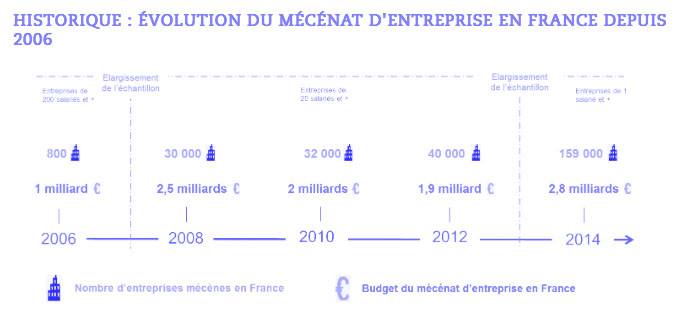 HISTORIQUE : ÉVOLUTION DU MÉCÉNAT D'ENTREPRISE EN FRANCE DEPUIS
2006
Elargissement
de l'échantillon
Elargissement
de l'échantillon
Entreprises de
200 salariés et +
Entreprises de
20 salariés et +
Entreprises de 1
salarié et +
800 30 000 32 000 40 000 159 000
1 milliard € 2,5 milliards € 2 milliards € 1,9 milliard € 2,8 milliards €
2006 2008 2010 2012 2014
Nombre d'entreprises mécènes en France € Budget du mécénat d'entreprise en France